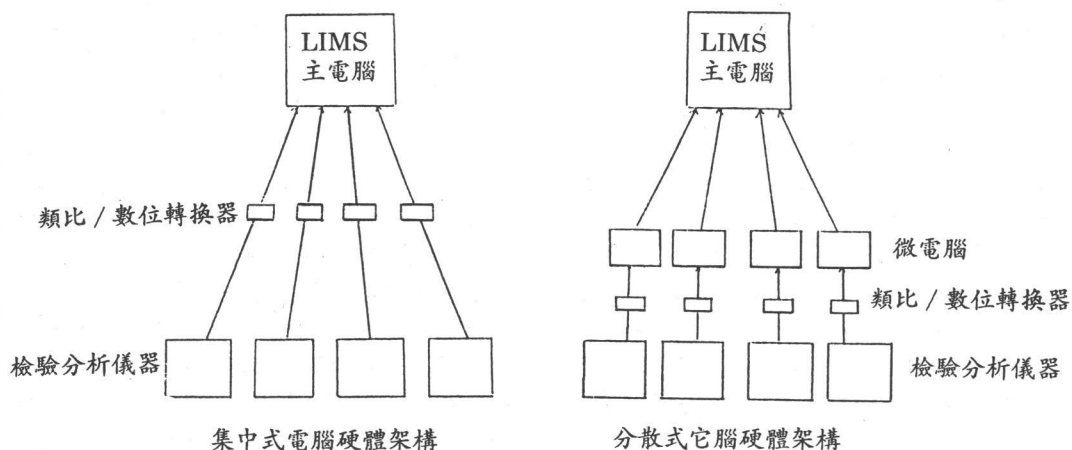 LIMS
主電腦
類比/數位轉換器
檢驗分析儀器
集中式電腦硬體架構
LIMS
主電腦
微電腦
類比/數位轉換器
檢驗分析儀器
分散式它腦硬體架構